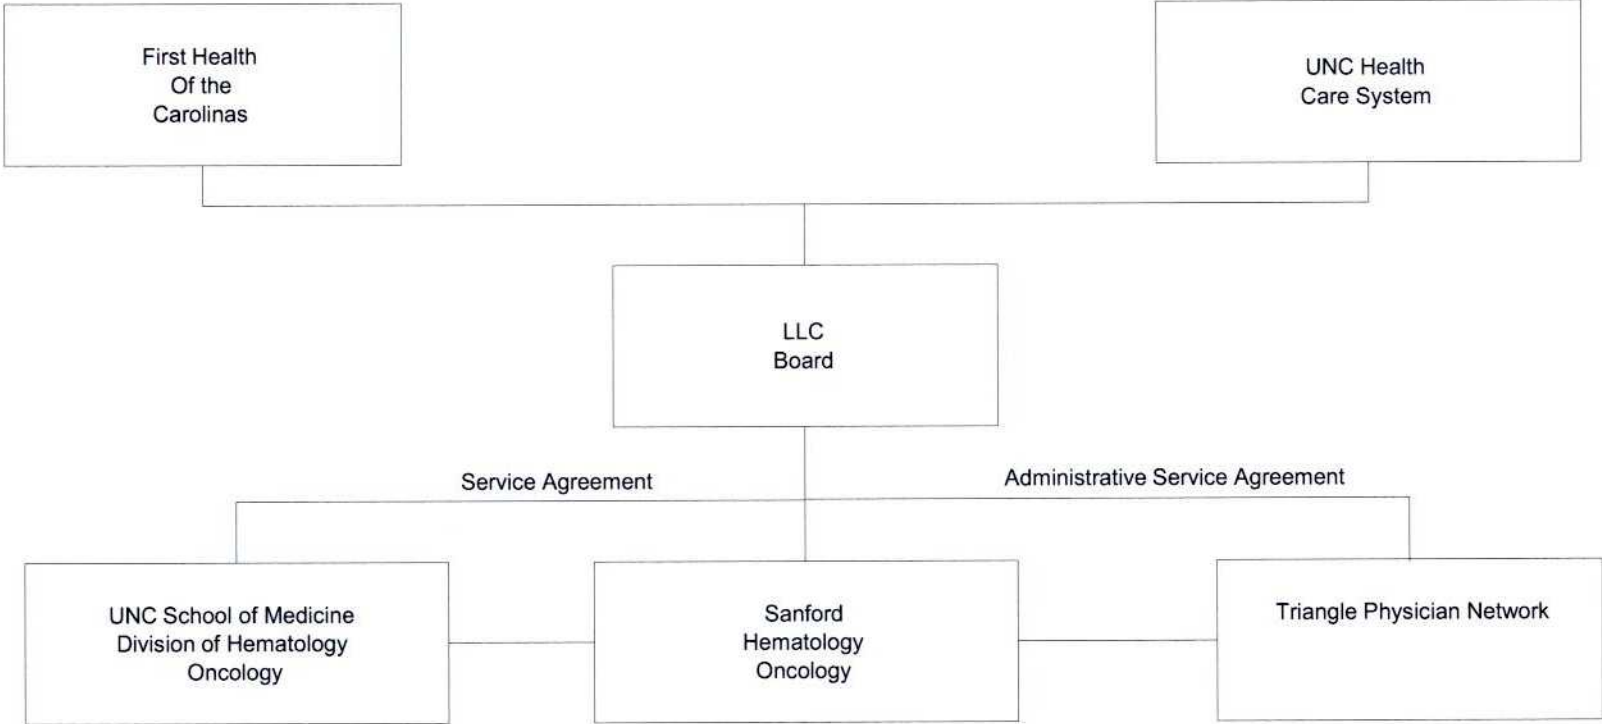 First Health
Of the
Carolinas
UNC Health
Care System
LLC
Board
Service Agreement
Administrative Service Agreement
UNC School of Medicine
Division of Hematology
Oncology
Sanford
Hematology
Oncology
Triangle Physician Network